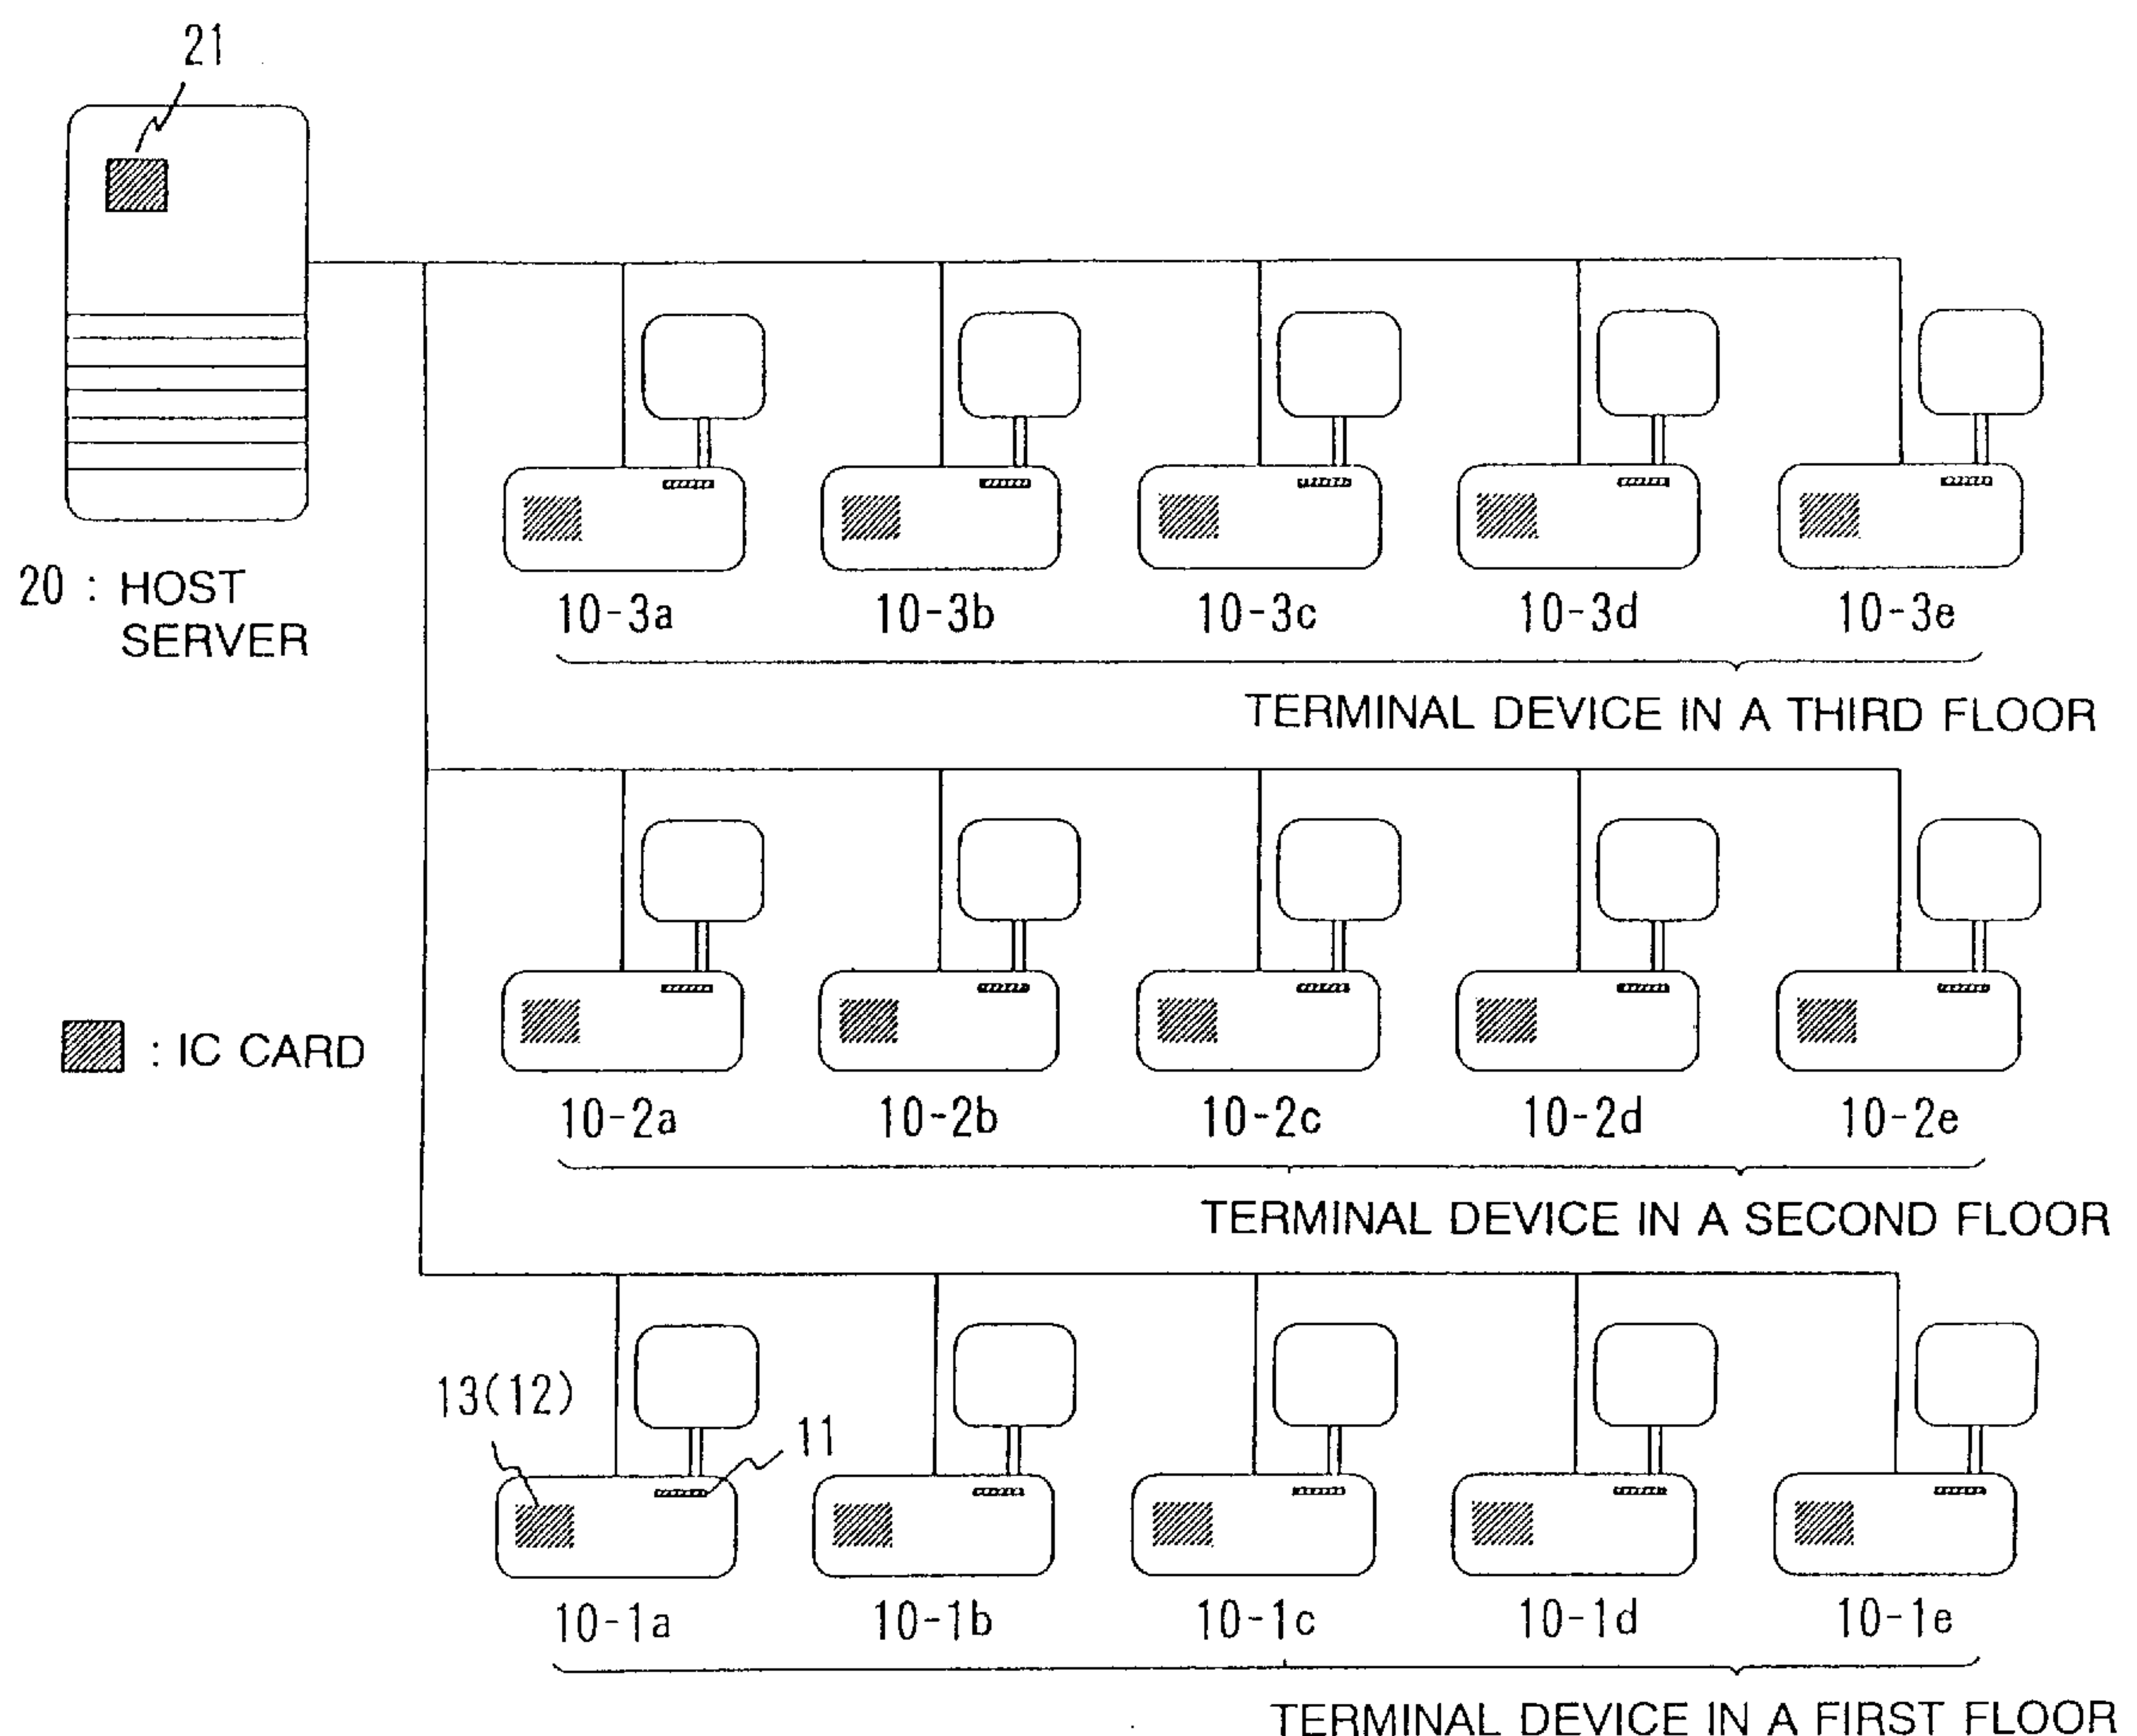 21
20 : HOST
SERVER
10-3a 10-3b 10-3c 10-3d 10-3e
TERMINAL DEVICE IN A THIRD FLOOR
: IC CARD
10-2a 10-2b 10-2c 10-2d 10-2e
TERMINAL DEVICE IN A SECOND FLOOR
13(12)
11
10-1a 10-1b 10-1c 10-1d 10-1e
TERMINAL DEVICE IN A FIRST FLOOR